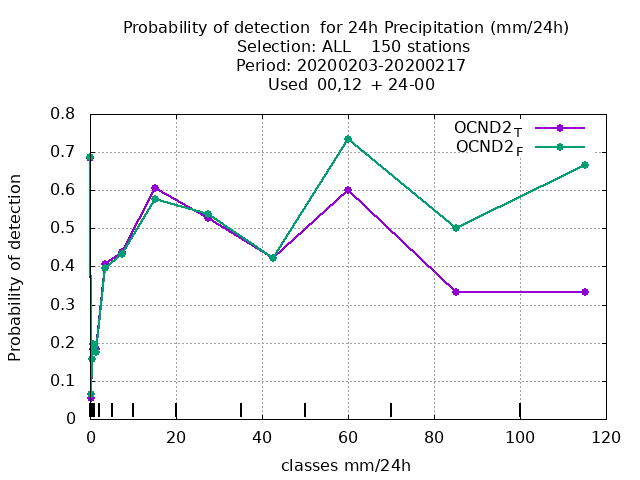 Probability of detection  for 24h Precipitation (mm/24h)
Selection: ALL    150 stations
Period: 20200203-20200217
Used  00,12  + 24-00
OCND2T
OCND2F
0.8
0.7
0.6
0.5
0.4
0.3
0.2
0.1
0
Probability of detection
0 20 40 60 80 100 120
classes mm/24h